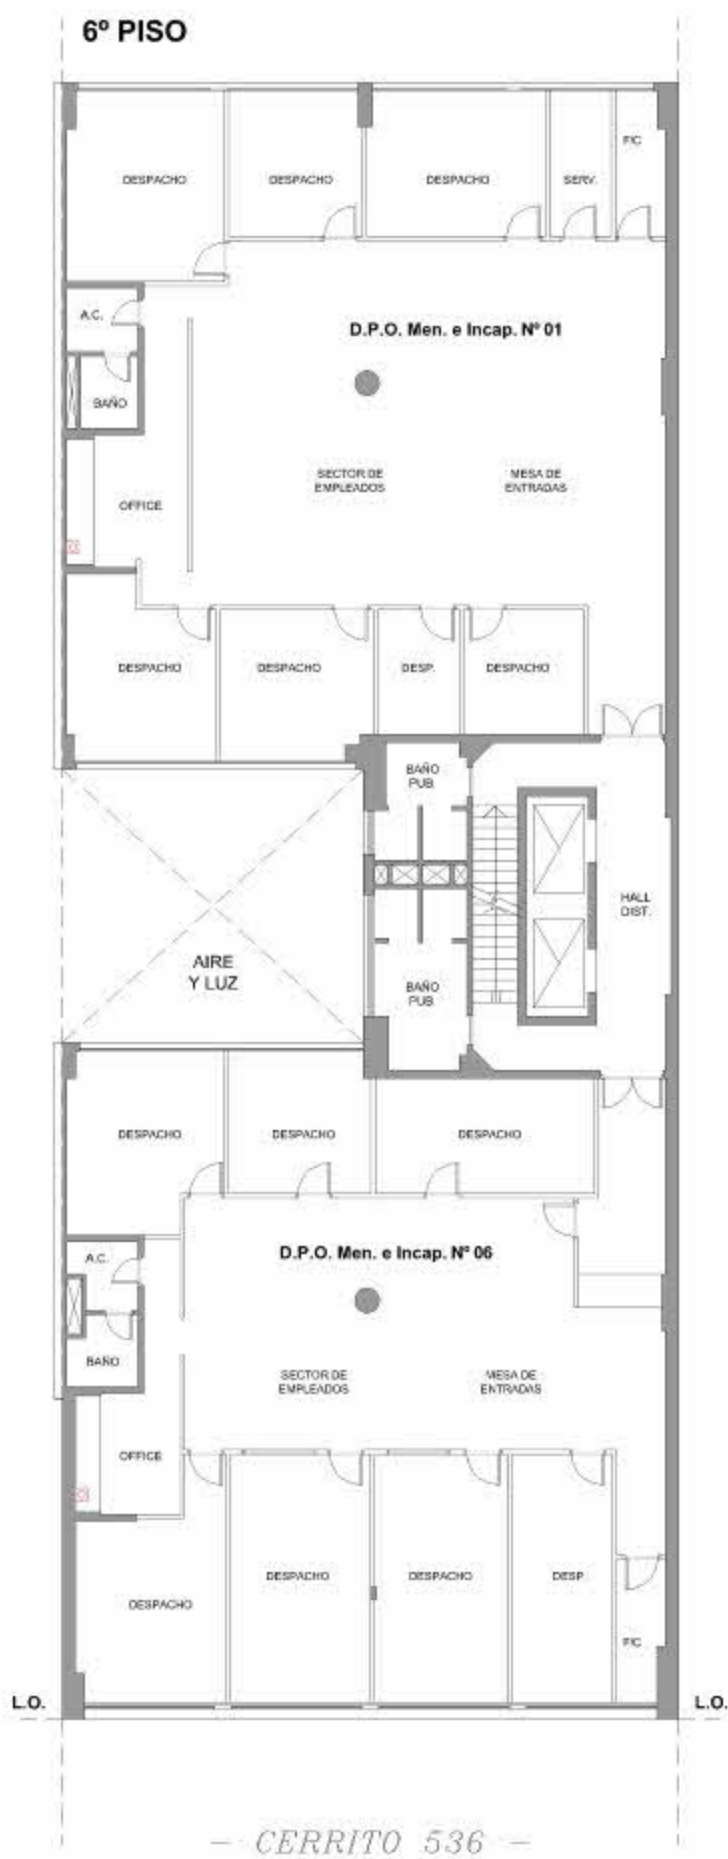 6º PISO
DESPACHO
DESPACHO
DESPACHO
SERV.
F/C
A.C.
D.P.O. Men. e Incap. Nº 01
BAÑO
SECTOR DE
EMPLEADOS
MESA DE
ENTRADAS
OFFICE
DESPACHO
DESPACHO
DESP.
DESPACHO
BAÑO
PUB
HALL
DIST.
AIRE
Y LUZ
BAÑO
PUB
DESPACHO
DESPACHO
DESPACHO
A.C.
D.P.O. Men. e Incap. Nº 06
BAÑO
SECTOR DE
EMPLEADOS
MESA DE
ENTRADAS
OFFICE
DESPACHO
DESPACHO
DESPACHO
DESP
F/C
L.O.
L.O.
- CERRITO 536 -